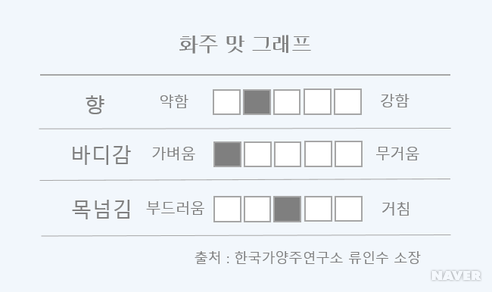 화주 맛 그래프
향 약함 강함
바디감 가벼움 무거움
목넘김 부드러움 거침
출처 : 한국가양주연구소 류인수 소장
NAVER